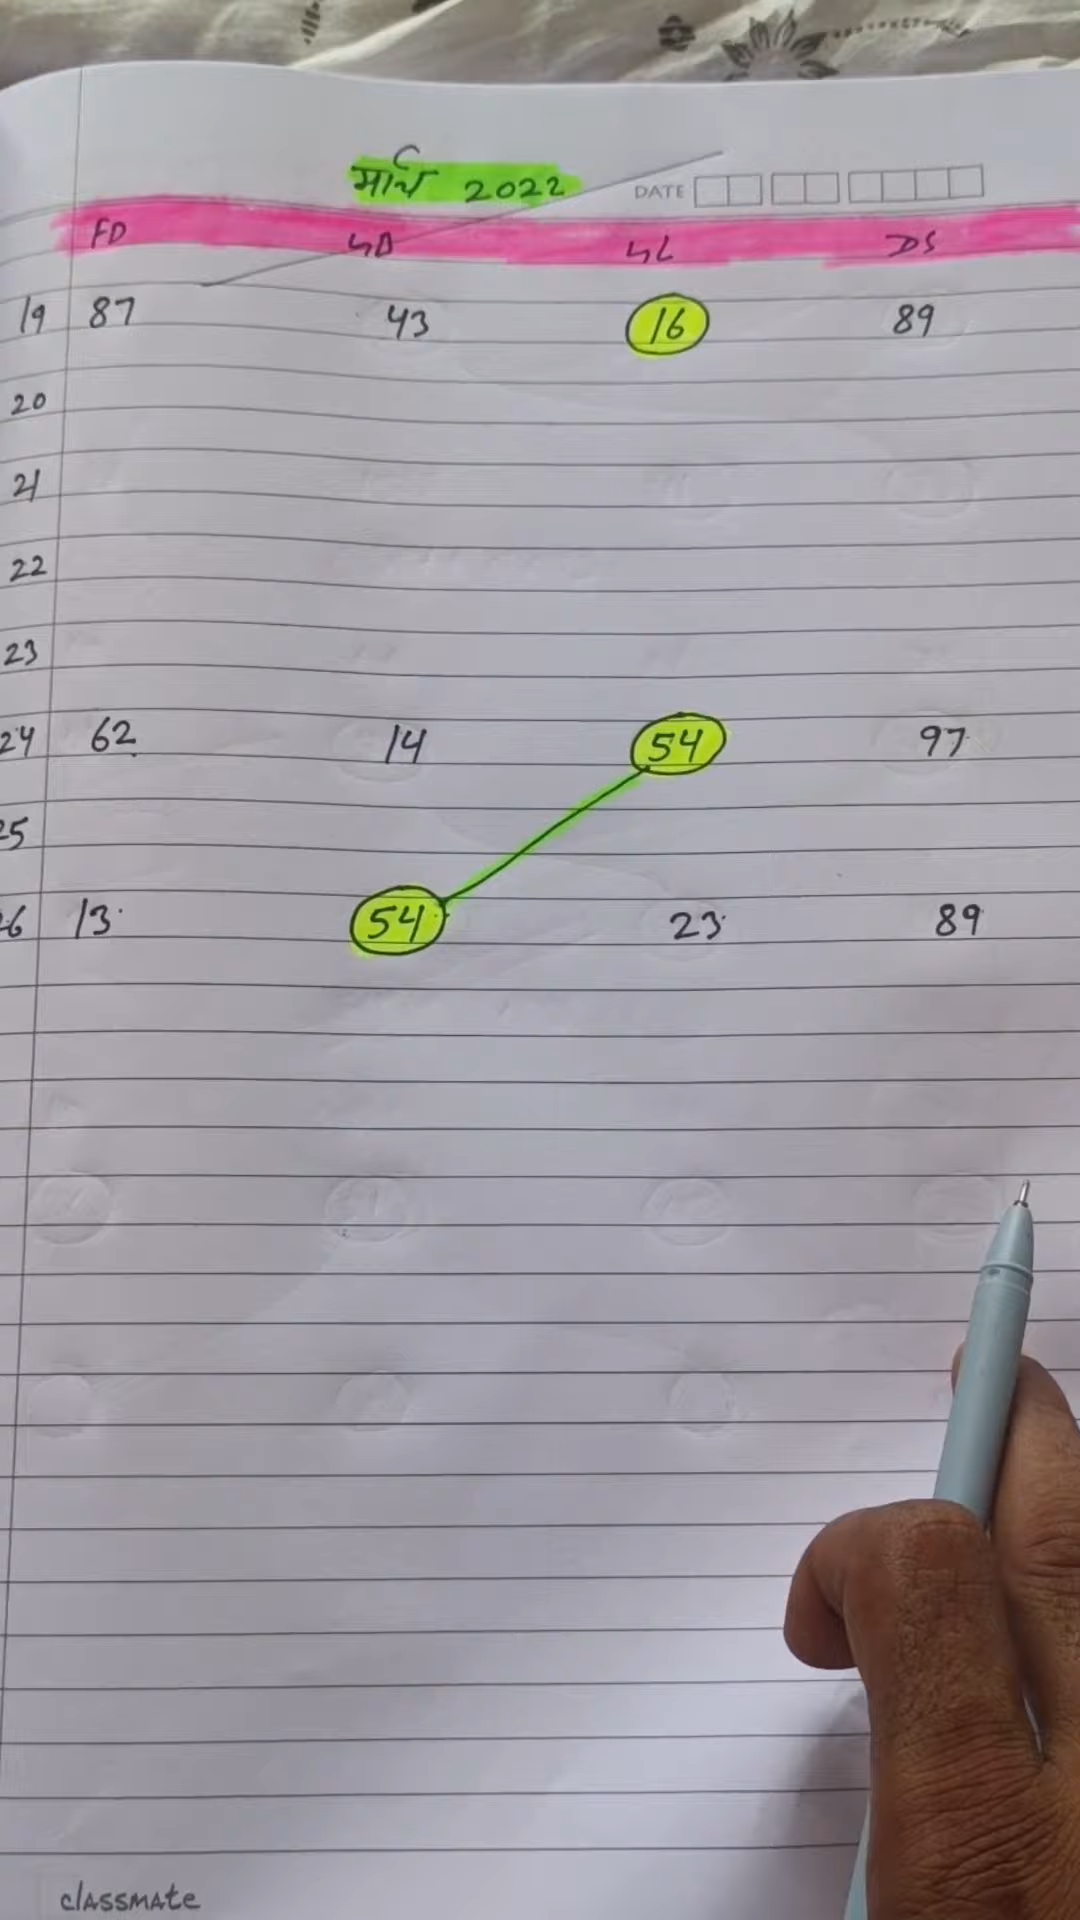 मार्च 2022
DATE
FD GD GL DS
19 87 43 16 89
20
21
22
23
24 62 14 54 97
25
26 13 54 23 89
classmate